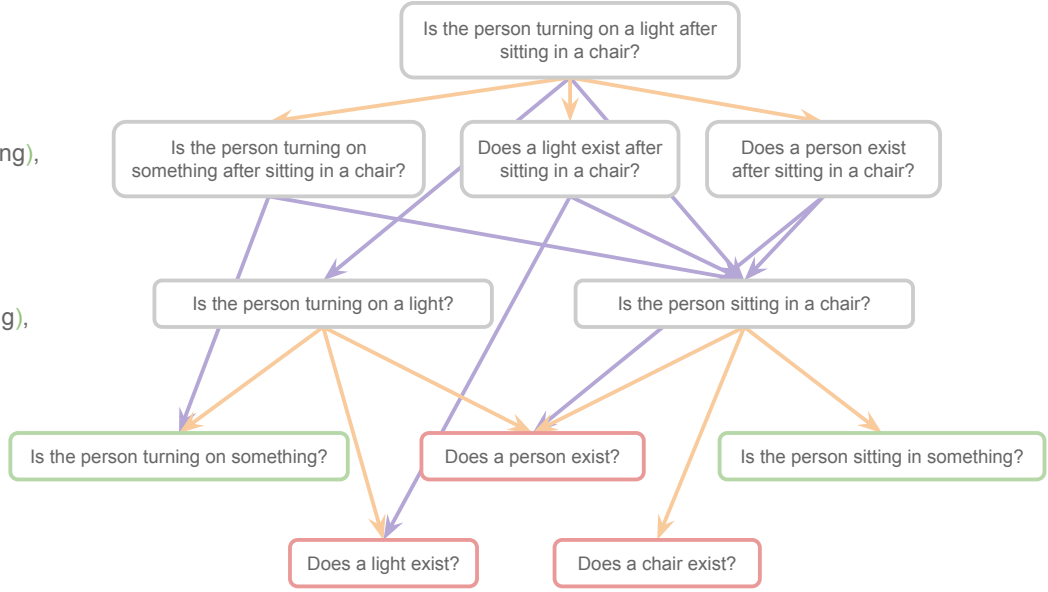 Is the person turning on a light after
sitting in a chair?
ng),
Is the person turning on
something after sitting in a chair?
Does a light exist after
sitting in a chair?
Does a person exist
after sitting in a chair?
Is the person turning on a light?
Is the person sitting in a chair?
g),
Is the person turning on something?
Does a person exist?
Is the person sitting in something?
Does a light exist?
Does a chair exist?